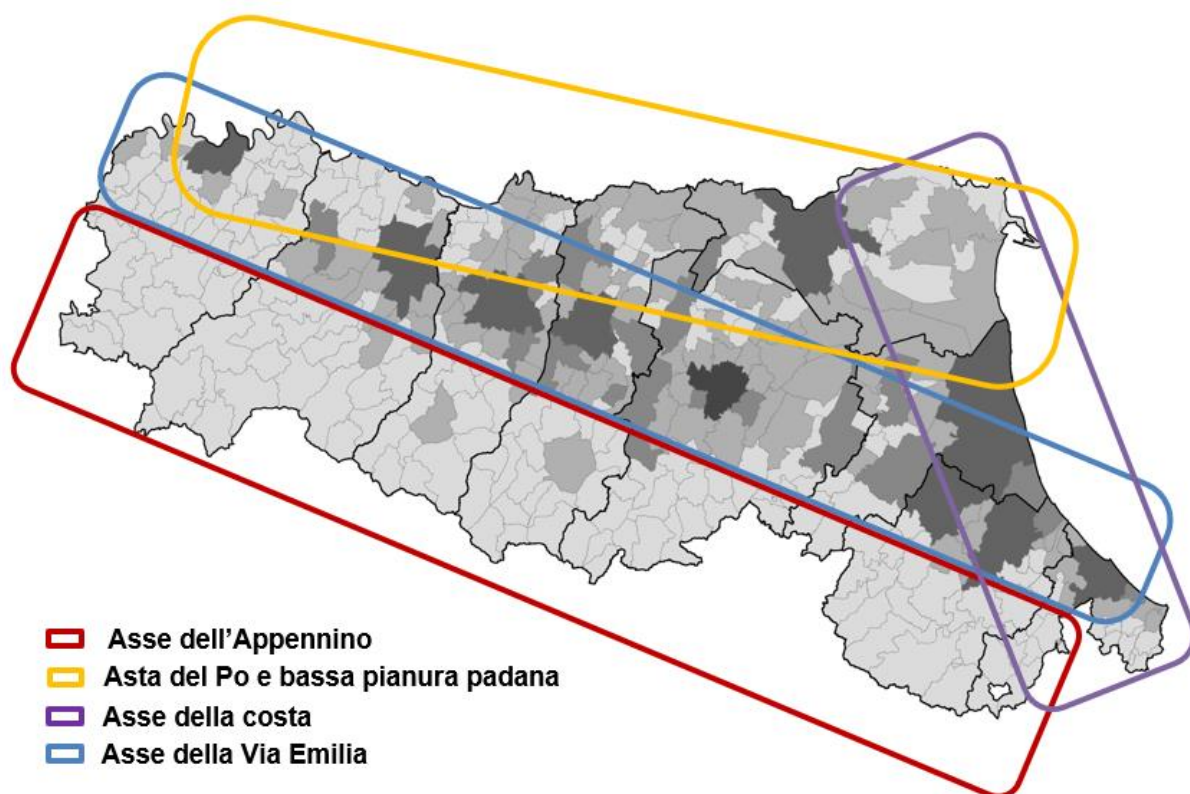 Asse dell’Appennino
Asta del Po e bassa pianura padana
Asse della costa
Asse della Via Emilia